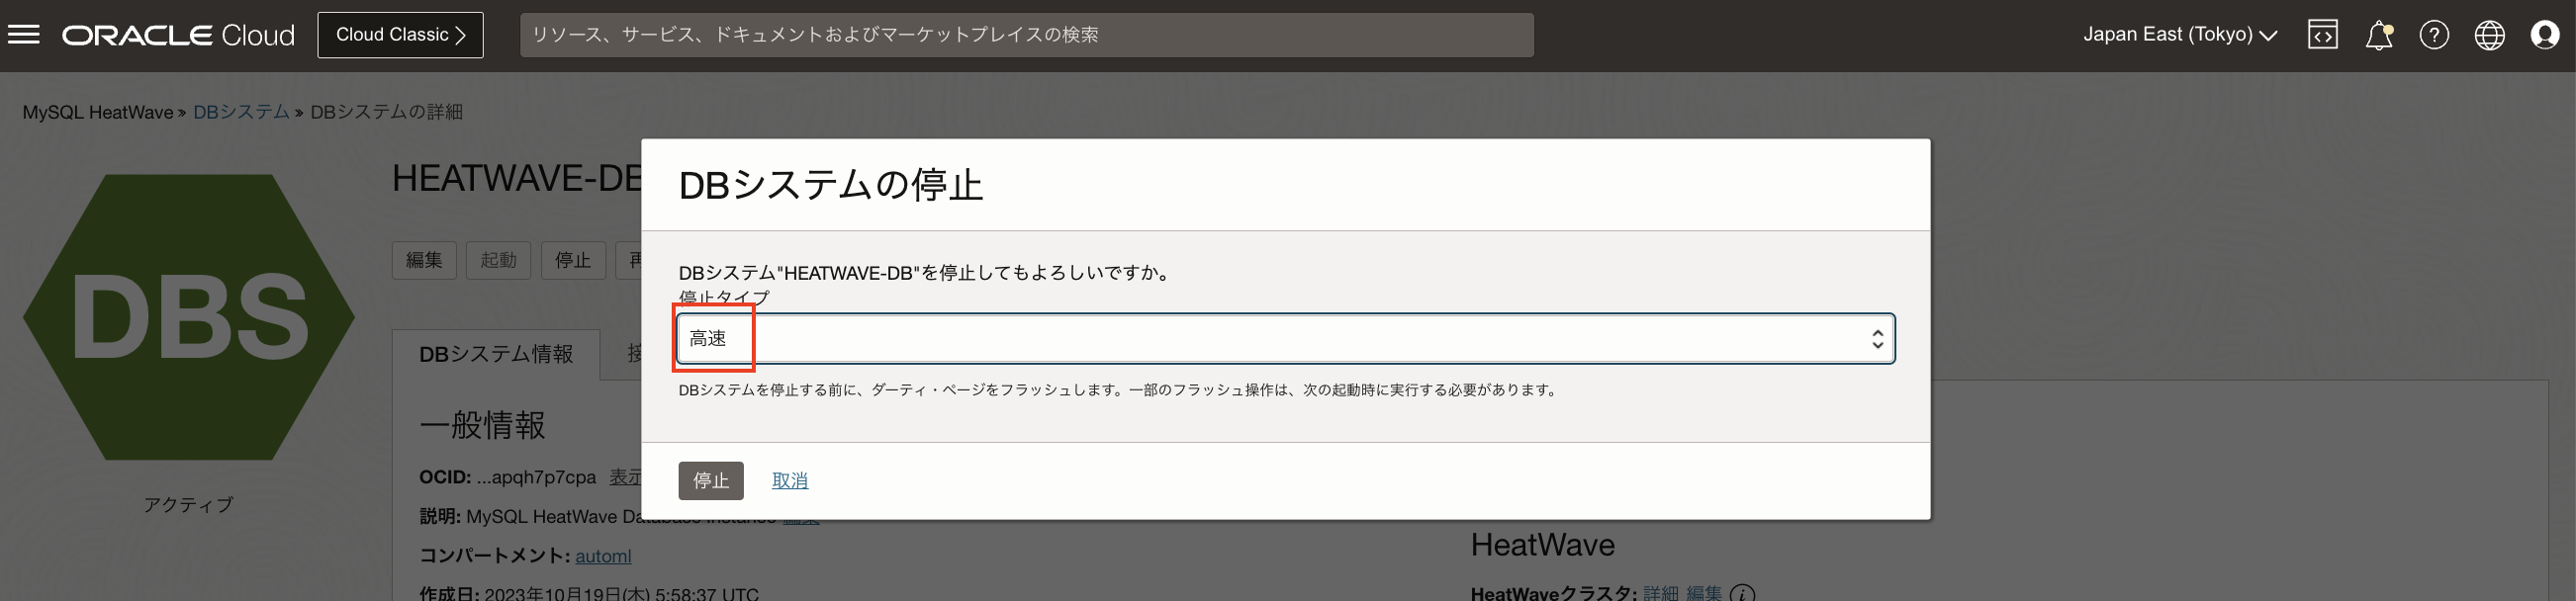 ORACLE Cloud
Cloud Classic
リソース、サービス、ドキュメントおよびマーケットプレイスの検索
Japan East (Tokyo)
MySQL HeatWave » DBシステム » DBシステムの詳細
DBS
アクティブ
HEATWAVE-DB
編集 起動 停止 再
DBシステム情報 接
一般情報
OCID: ...apqh7p7cpa 表示
説明: MySQL HeatWave Database Instance 編集
コンパートメント: automl
作成日: 2023年10月19日(木) 5:58:37 UTC
DBシステムの停止
DBシステム"HEATWAVE-DB"を停止してもよろしいですか。
停止タイプ
高速
DBシステムを停止する前に、ダーティ・ページをフラッシュします。一部のフラッシュ操作は、次の起動時に実行する必要があります。
停止 取消
HeatWave
HeatWaveクラスタ: 詳細 編集